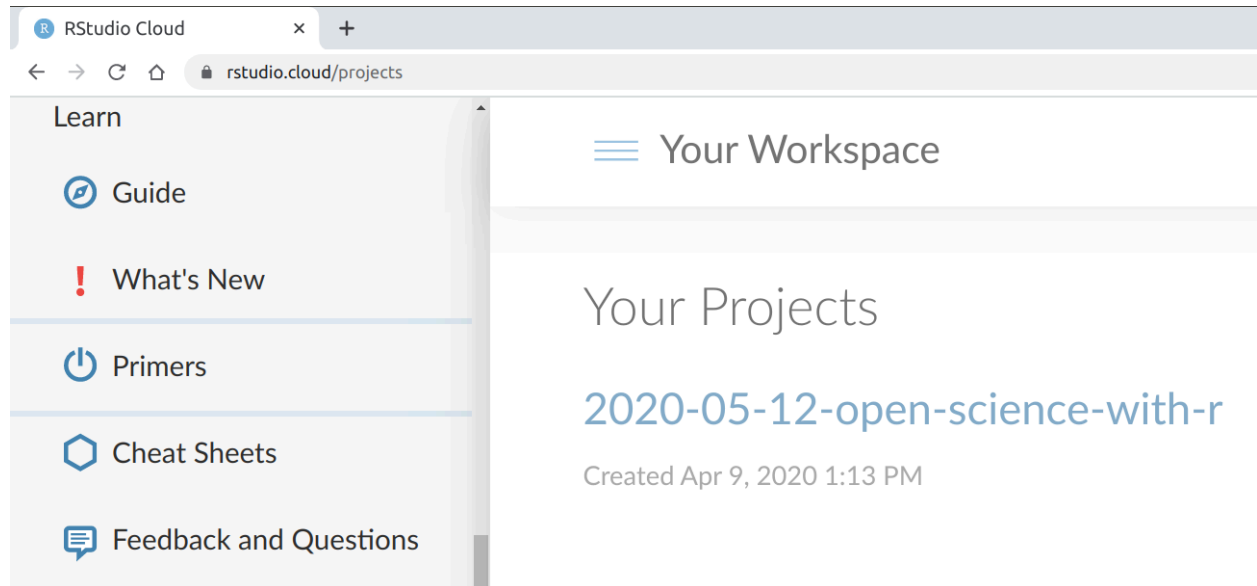 RStudio Cloud
rstudio.cloud/projects
Learn
Guide
What's New
Primers
Cheat Sheets
Feedback and Questions
Your Workspace
Your Projects
2020-05-12-open-science-with-r
Created Apr 9, 2020 1:13 PM